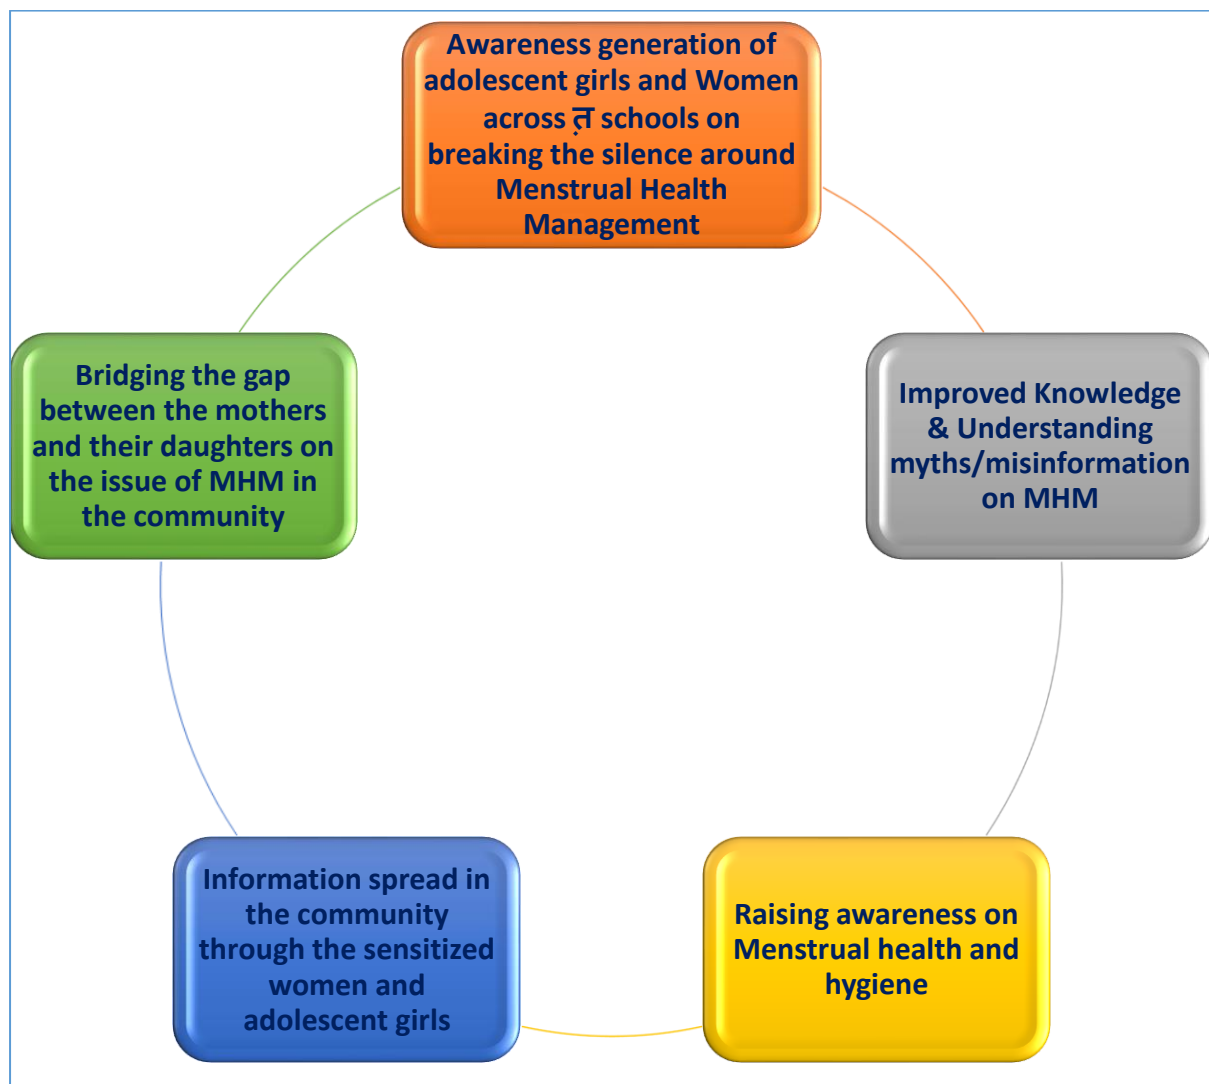 Awareness generation of
adolescent girls and Women
across त़ schools on
breaking the silence around
Menstrual Health
Management
Improved Knowledge
& Understanding
myths/misinformation
on MHM
Raising awareness on
Menstrual health and
hygiene
Information spread in
the community
through the sensitized
women and
adolescent girls
Bridging the gap
between the mothers
and their daughters on
the issue of MHM in
the community